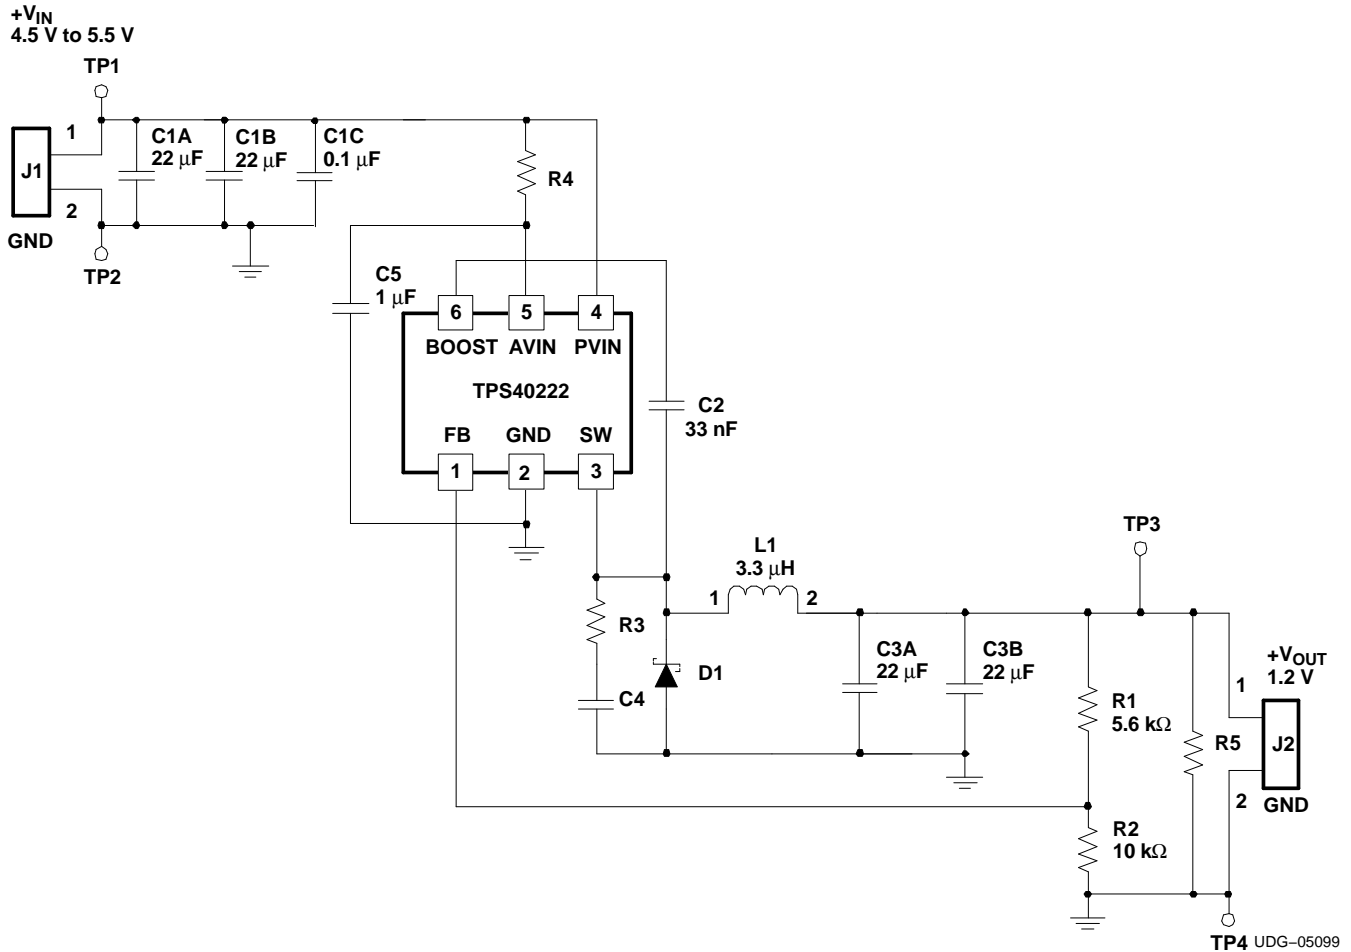 +VIN
4.5 V to 5.5 V
TP1
1
J1
2
GND
TP2
C1A
22 μF
C1B
22 μF
C1C
0.1 μF
R4
C5
1 μF
6
5
4
BOOST
AVIN
PVIN
TPS40222
FB
GND
SW
1
2
3
C2
33 nF
L1
3.3 μH
1
2
TP3
R3
C4
D1
C3A
22 μF
C3B
22 μF
R1
5.6 kΩ
R5
+VOUT
1.2 V
1
J2
2
GND
R2
10 kΩ
TP4
UDG–05099